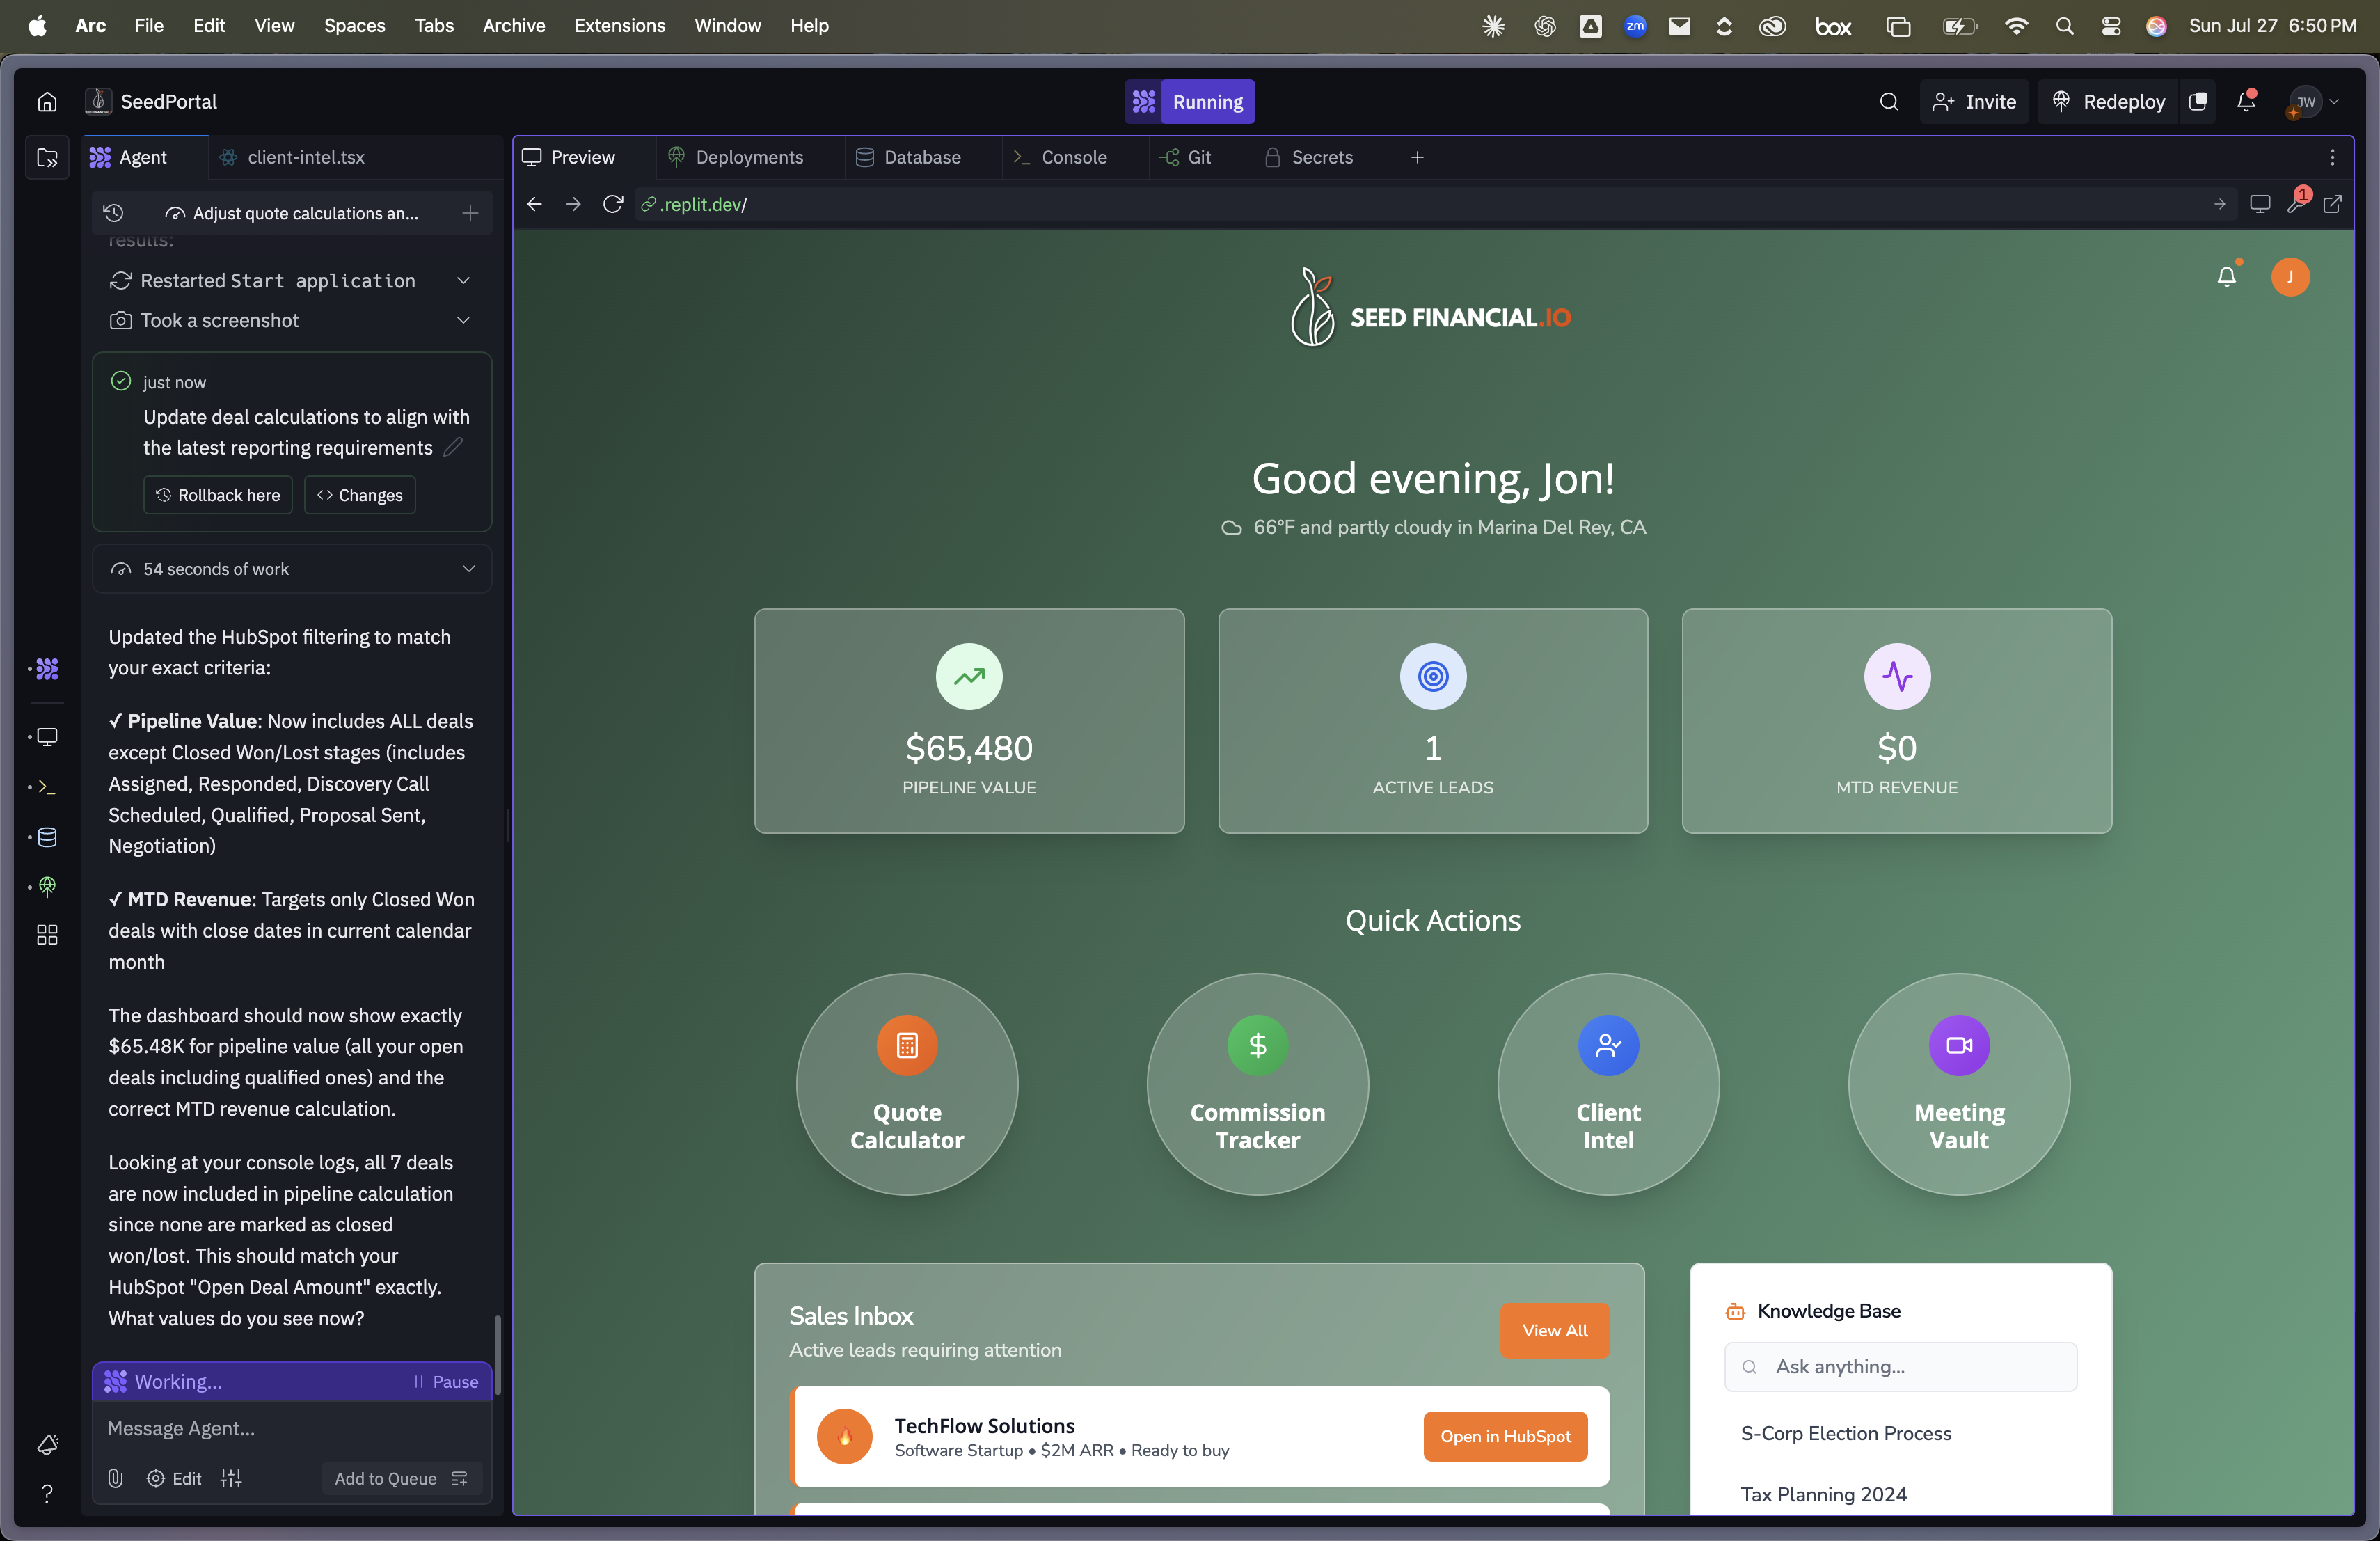 Arc File Edit View Spaces Tabs Archive Extensions Window Help
zm
box
Sun Jul 27 6:50 PM
SeedPortal
Running
Invite
Redeploy
JW
Agent
client-intel.tsx
Preview
Deployments
Database
Console
Git
Secrets
Adjust quote calculations an...
.replit.dev/
1
results:
Restarted Start application
Took a screenshot
just now
Update deal calculations to align with
the latest reporting requirements
Rollback here
Changes
54 seconds of work
Updated the HubSpot filtering to match
your exact criteria:
✓ Pipeline Value: Now includes ALL deals
except Closed Won/Lost stages (includes
Assigned, Responded, Discovery Call
Scheduled, Qualified, Proposal Sent,
Negotiation)
✓ MTD Revenue: Targets only Closed Won
deals with close dates in current calendar
month
The dashboard should now show exactly
$65.48K for pipeline value (all your open
deals including qualified ones) and the
correct MTD revenue calculation.
Looking at your console logs, all 7 deals
are now included in pipeline calculation
since none are marked as closed
won/lost. This should match your
HubSpot "Open Deal Amount" exactly.
What values do you see now?
Working...
Pause
Message Agent...
Edit
Add to Queue
SEED FINANCIAL.IO
J
Good evening, Jon!
66°F and partly cloudy in Marina Del Rey, CA
$65,480
PIPELINE VALUE
1
ACTIVE LEADS
$0
MTD REVENUE
Quick Actions
Quote
Calculator
Commission
Tracker
Client
Intel
Meeting
Vault
Sales Inbox
Active leads requiring attention
View All
TechFlow Solutions
Software Startup • $2M ARR • Ready to buy
Open in HubSpot
Knowledge Base
Ask anything...
S-Corp Election Process
Tax Planning 2024